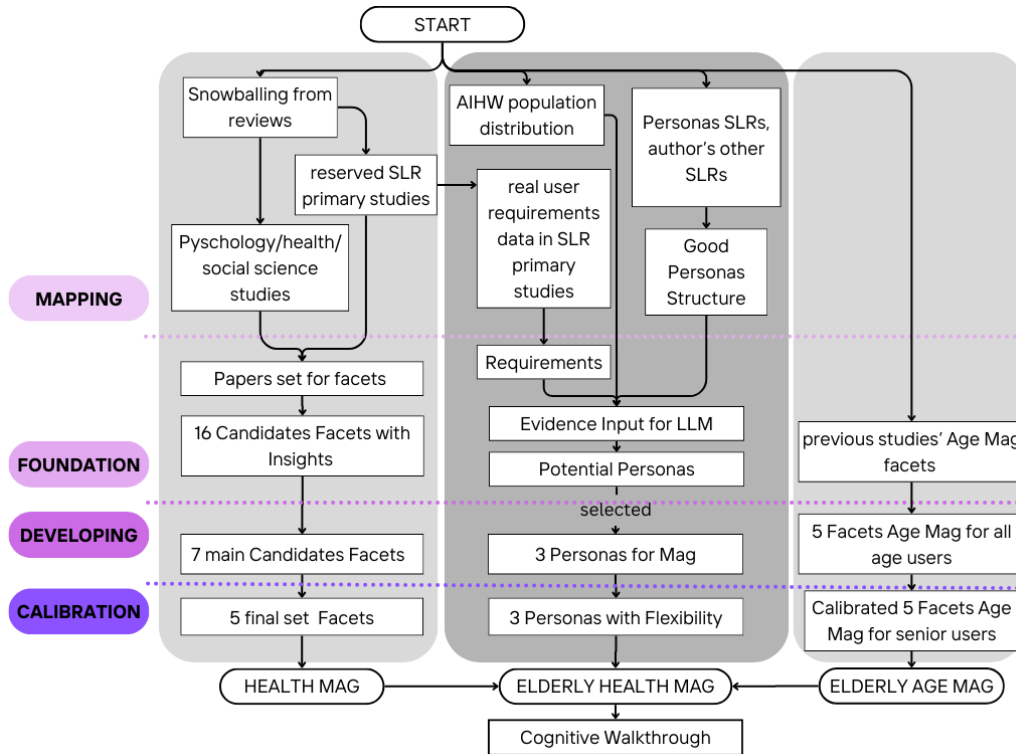 START
Snowballing from
reviews
reserved SLR
primary studies
Pyschology/health/
social science
studies
AIHW population
distribution
Personas SLRs,
author's other
SLRs
real user
requirements
data in SLR
primary
studies
Good
Personas
Structure
MAPPING
Papers set for facets
Requirements
16 Candidates Facets with
Insights
Evidence Input for LLM
Potential Personas
previous studies' Age Mag
facets
FOUNDATION
selected
DEVELOPING
7 main Candidates Facets
3 Personas for Mag
5 Facets Age Mag for all
age users
CALIBRATION
5 final set Facets
3 Personas with Flexibility
Calibrated 5 Facets Age
Mag for senior users
HEALTH MAG
ELDERLY HEALTH MAG
ELDERLY AGE MAG
Cognitive Walkthrough